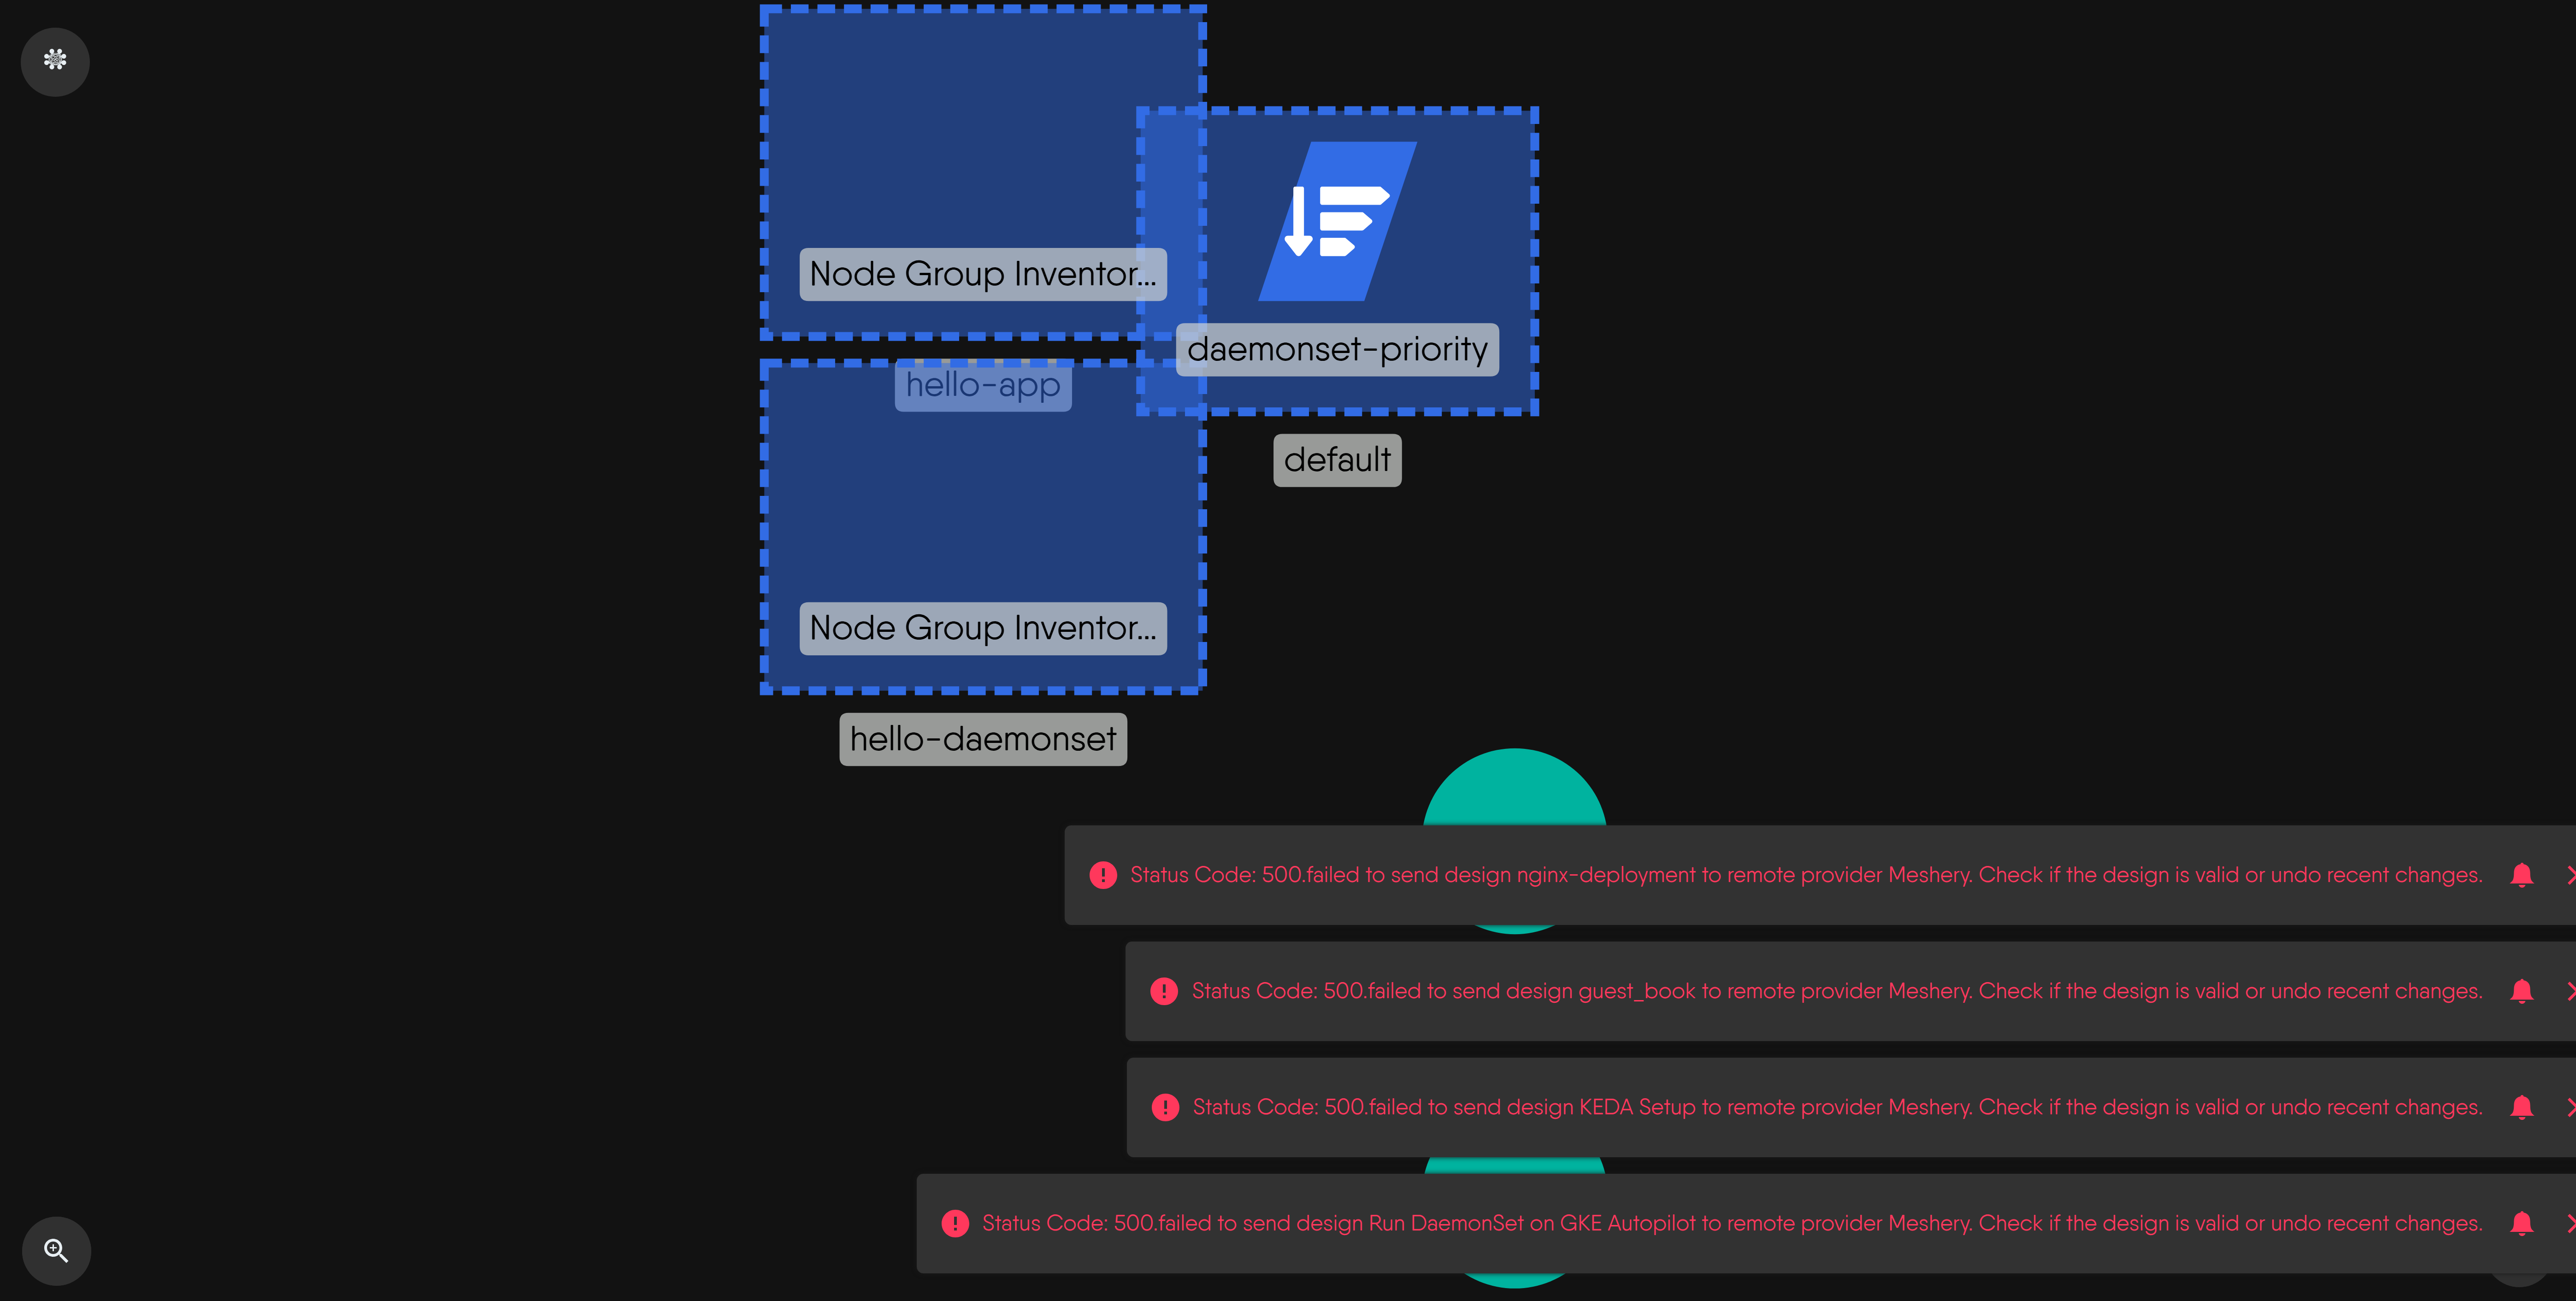 Node Group Inventor...
daemonset-priority
hello-app
default
Node Group Inventor...
hello-daemonset
Status Code: 500.failed to send design nginx-deployment to remote provider Meshery. Check if the design is valid or undo recent changes.
Status Code: 500.failed to send design guest_book to remote provider Meshery. Check if the design is valid or undo recent changes.
Status Code: 500.failed to send design KEDA Setup to remote provider Meshery. Check if the design is valid or undo recent changes.
Status Code: 500.failed to send design Run DaemonSet on GKE Autopilot to remote provider Meshery. Check if the design is valid or undo recent changes.